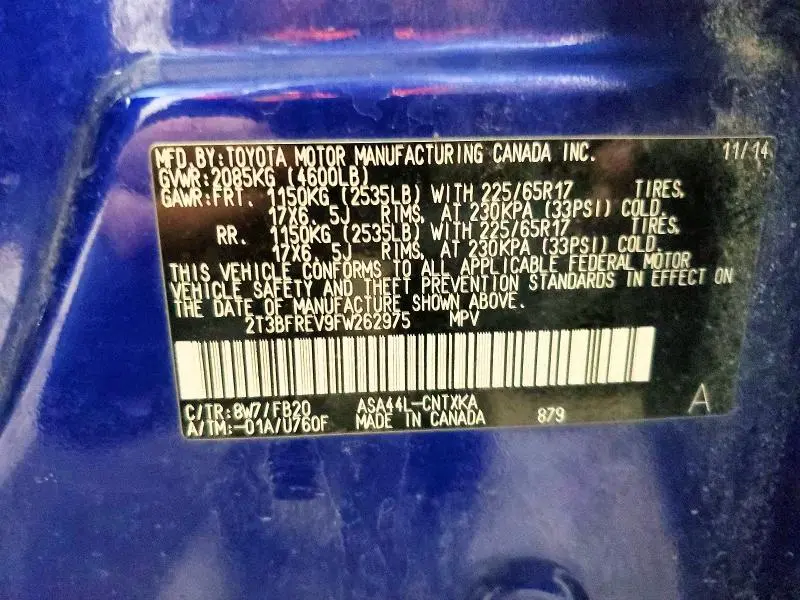 MFD. BY: TOYOTA MOTOR MANUFACTURING CANADA INC. 11/14
GVWR: 2085KG (4600LB)
GAWR: FRT. 1150KG (2535LB) WITH 225/65R17 TIRES,
17X6. 5J RIMS, AT 230KPA (33PSI) COLD,
RR. 1150KG (2535LB) WITH 225/65R17 TIRES,
17X6. 5J RIMS, AT 230KPA (33PSI) COLD.
THIS VEHICLE CONFORMS TO ALL APPLICABLE FEDERAL MOTOR
VEHICLE SAFETY AND THEFT PREVENTION STANDARDS IN EFFECT ON
THE DATE OF MANUFACTURE SHOWN ABOVE.
2T3BFREV9FW262975 MPV
C/TR: 8W7/FB20 ASA44L-CNTXKA
A/TM: -01A/U760F MADE IN CANADA 879 A